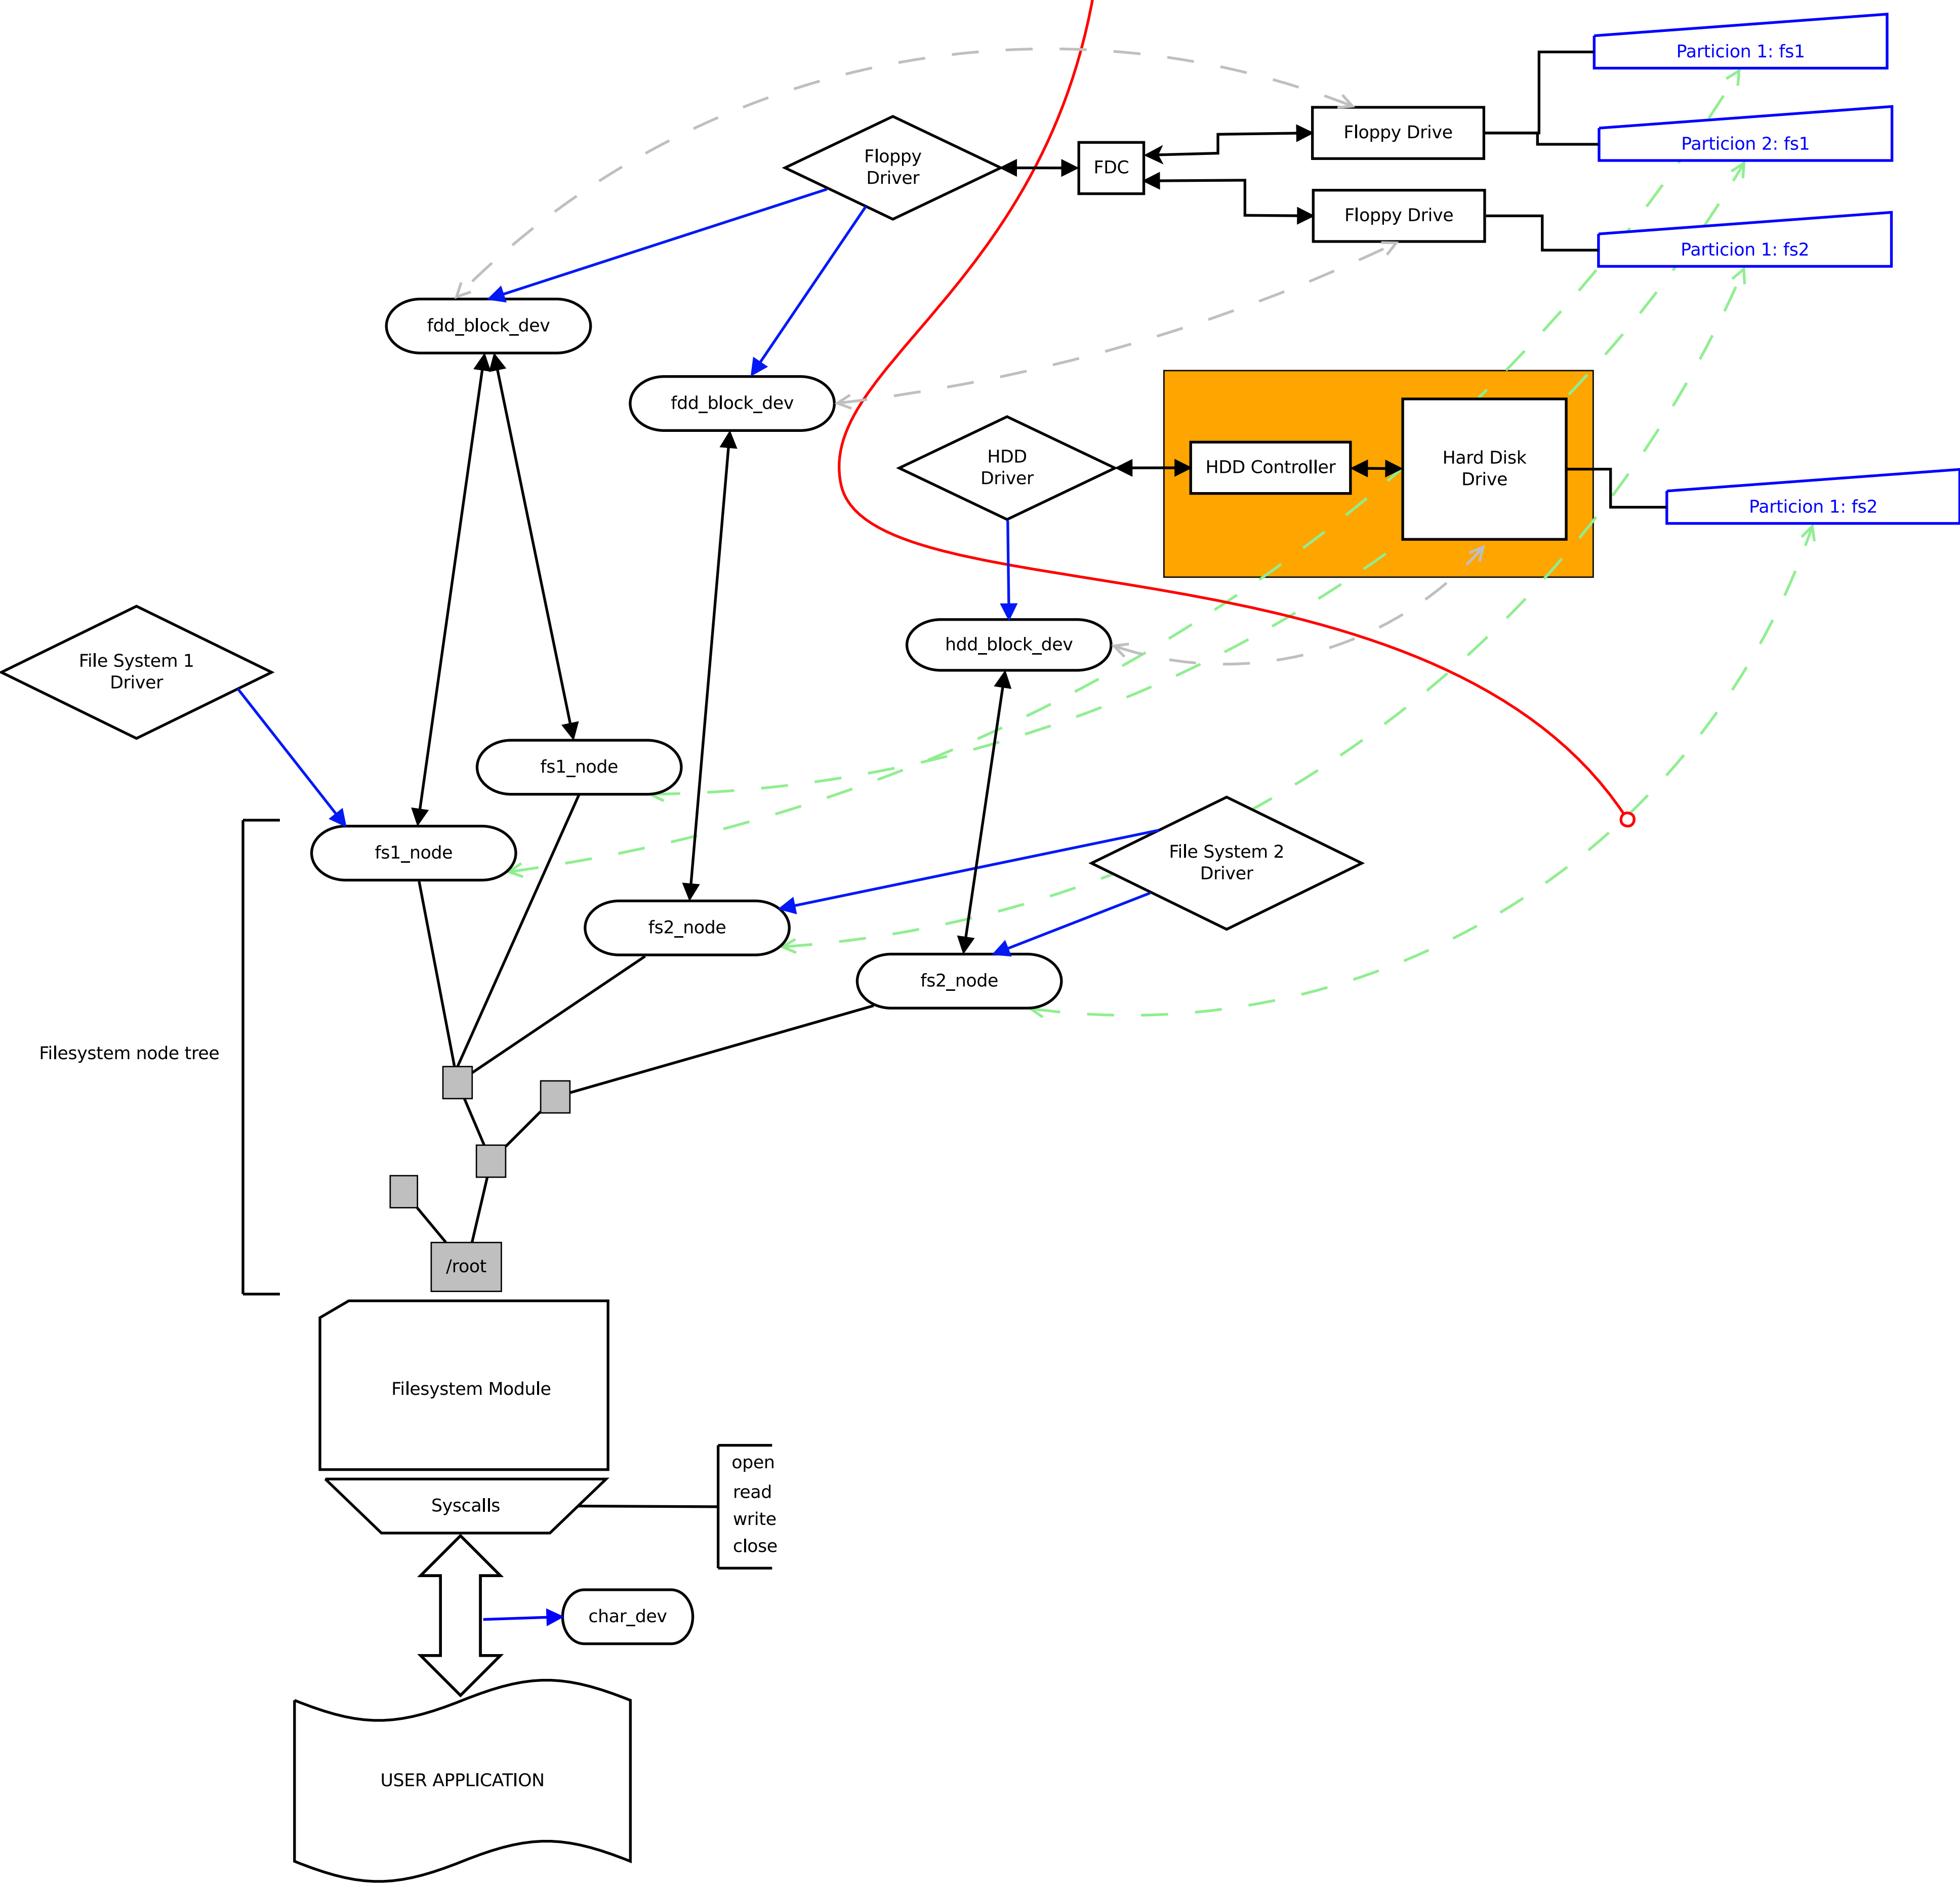 Particion 1: fs1
Floppy Drive
Particion 2: fs1
Floppy
Driver
FDC
Floppy Drive
Particion 1: fs2
fdd_block_dev
fdd_block_dev
HDD
Driver
HDD Controller
Hard Disk
Drive
Particion 1: fs2
hdd_block_dev
File System 1
Driver
fs1_node
fs1_node
File System 2
Driver
fs2_node
fs2_node
Filesystem node tree
/root
Filesystem Module
Syscalls
open
read
write
close
char_dev
USER APPLICATION